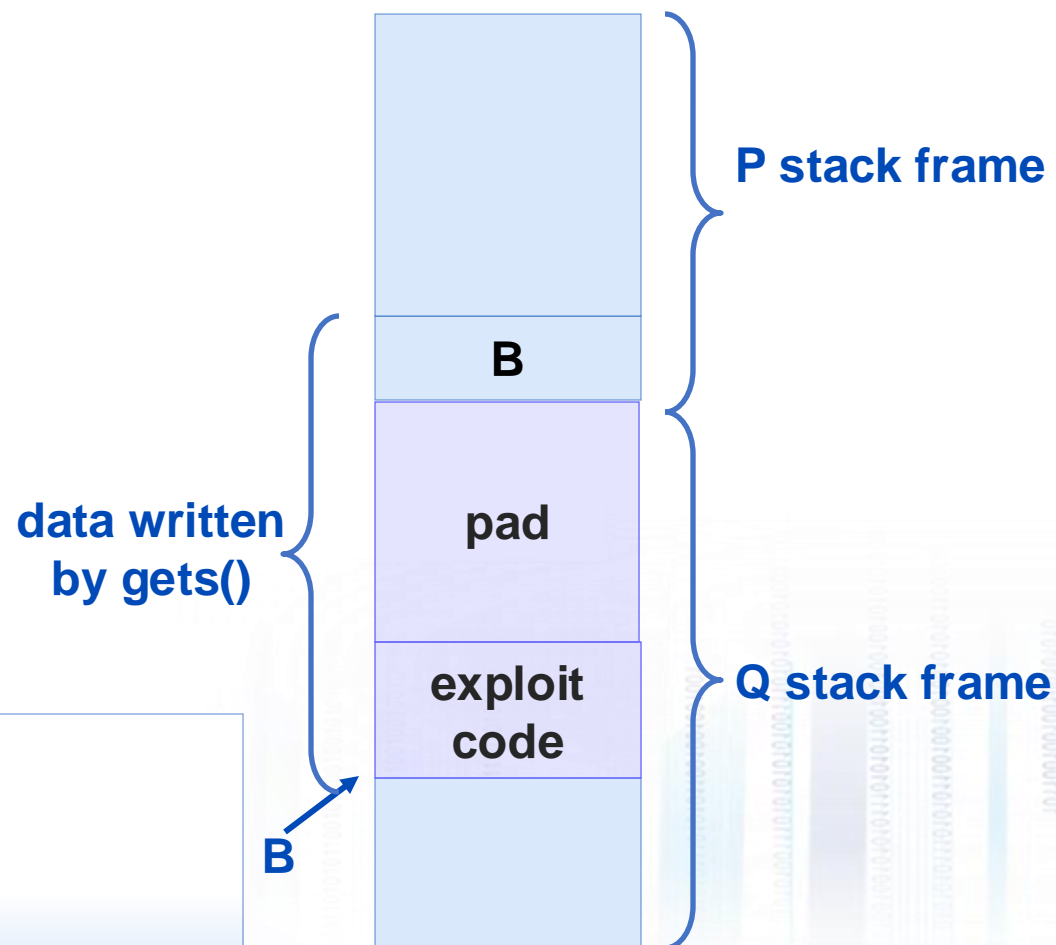 P stack frame
B
data written
by gets()
pad
exploit
code
Q stack frame
B